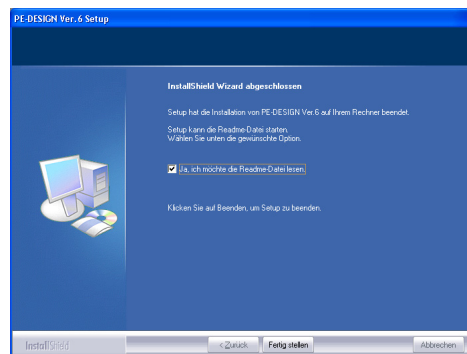 PE-DESIGN Ver.6 Setup
InstallShield Wizard abgeschlossen
Setup hat die Installation von PE-DESIGN Ver.6 auf Ihrem Rechner beendet.
Setup kann die Readme-Datei starten.
Wählen Sie unten die gewünschte Option.
Ja, ich möchte die Readme-Datei lesen.
Klicken Sie auf Beenden, um Setup zu beenden.
InstallShield
< Zurück
Fertig stellen
Abbrechen